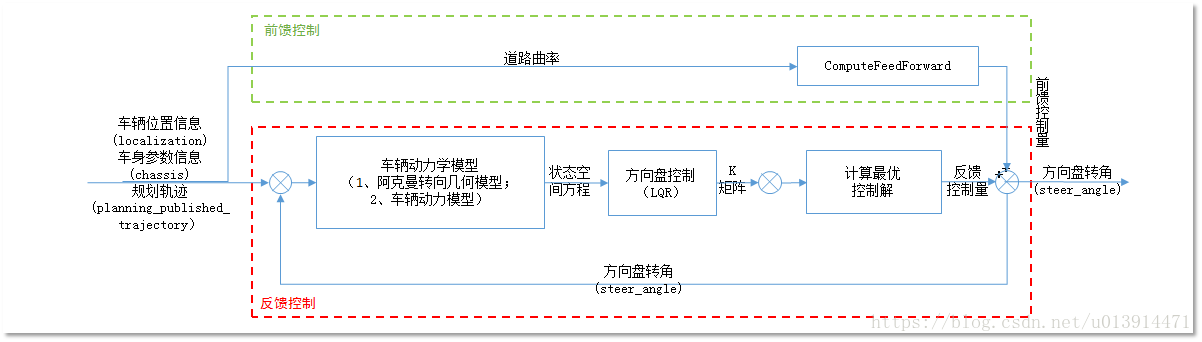 前馈控制
道路曲率
ComputeFeedForward
前馈控制量
车辆位置信息
(localization)
车身参数信息
(chassis)
规划轨迹
(planning_published_
trajectory)
车辆动力学模型
（1、阿克曼转向几何模型；
2、车辆动力模型）
状态空
间方程
方向盘控制
（LQR）
K
矩阵
计算最优
控制解
反馈
控制量
+
+
方向盘转角
(steer_angle)
方向盘转角
(steer_angle)
反馈控制
https://blog.csdn.net/u013914471